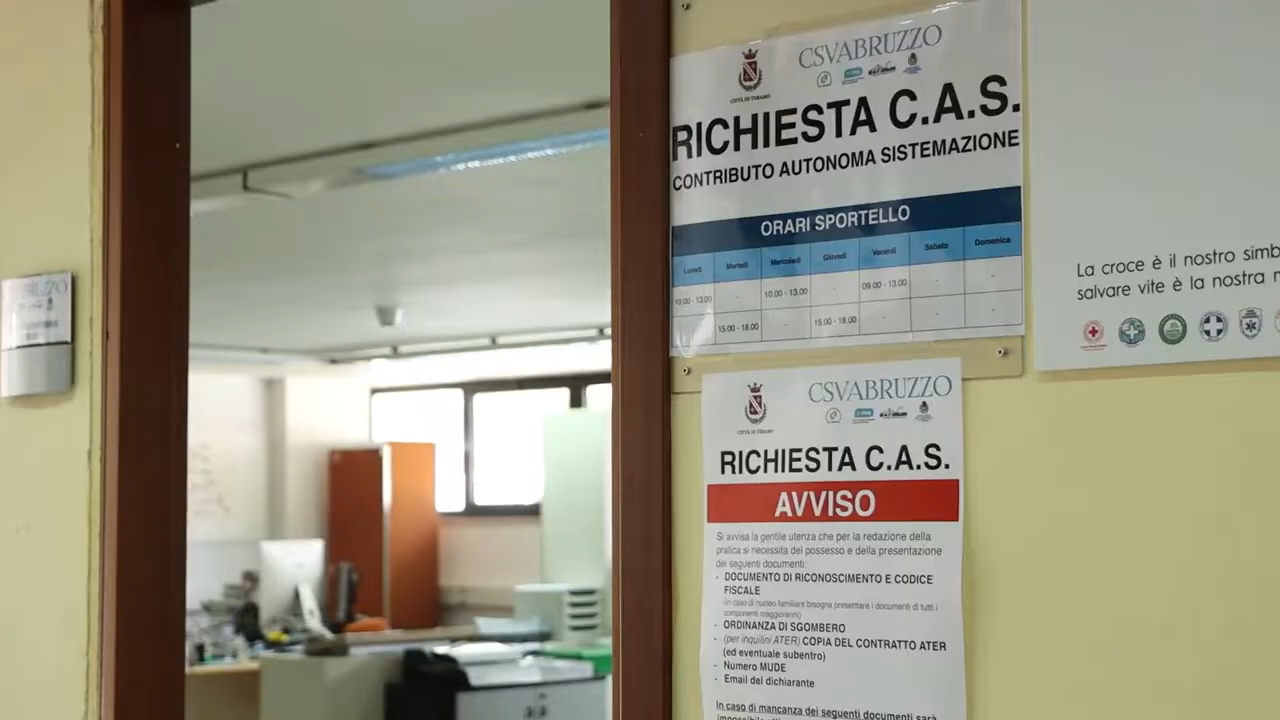 CSVABRUZZO
CITTÀ DI TERAMO
RICHIESTA C.A.S.
CONTRIBUTO AUTONOMA SISTEMAZIONE
ORARI SPORTELLO
Lunedì Martedì Mercoledì Giovedì Venerdì Sabato Domenica
10.00 - 13.00 - 10.00 - 13.00 - 09.00 - 13.00 - -
- 15.00 - 18.00 - 15.00 - 18.00 - - -
La croce è il nostro simb
salvare vite è la nostra m
CSVABRUZZO
CITTÀ DI TERAMO
RICHIESTA C.A.S.
AVVISO
Si avvisa la gentile utenza che per la redazione della
pratica si necessita del possesso e della presentazione
dei seguenti documenti:
- DOCUMENTO DI RICONOSCIMENTO E CODICE
FISCALE
(in caso di nucleo familiare bisogna presentare i documenti di tutti i
componenti maggiorenni)
- ORDINANZA DI SGOMBERO
- (per inquilini ATER) COPIA DEL CONTRATTO ATER
(ed eventuale subentro)
- Numero MUDE
- Email del dichiarante
In caso di mancanza dei seguenti documenti sarà
CSVABRUZZO